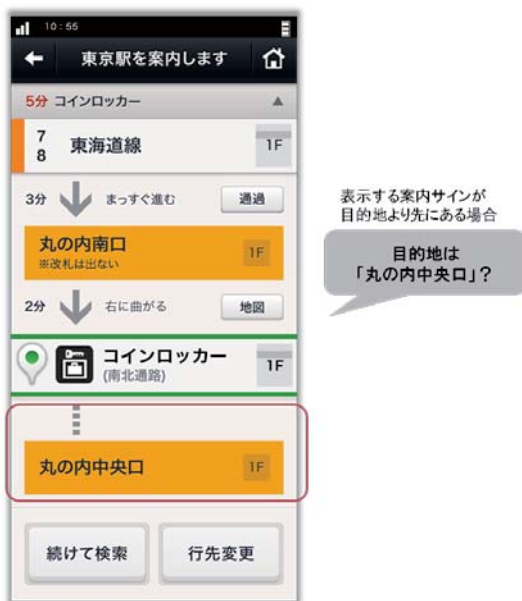 10:55
東京駅を案内します
5分 コインロッカー
7
8
東海道線
1F
3分
まっすぐ進む
通過
丸の内南口
※改札は出ない
1F
2分
右に曲がる
地図
コインロッカー
(南北通路)
1F
丸の内中央口
1F
続けて検索
行先変更
表示する案内サインが
目的地より先にある場合
目的地は
「丸の内中央口」?